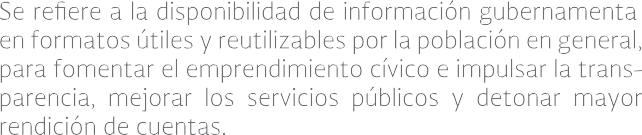 Se refiere a la disponibilidad de información gubernamenta
en formatos útiles y reutilizables por la población en general,
para fomentar el emprendimiento cívico e impulsar la trans-
parencia, mejorar los servicios públicos y detonar mayor
rendición de cuentas.